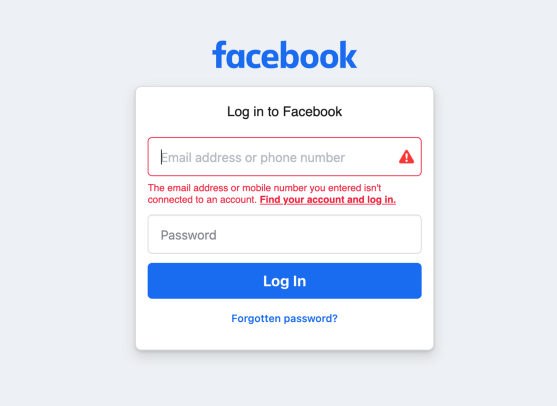 facebook
Log in to Facebook
Email address or phone number
The email address or mobile number you entered isn't
connected to an account. Find your account and log in.
Password
Log In
Forgotten password?